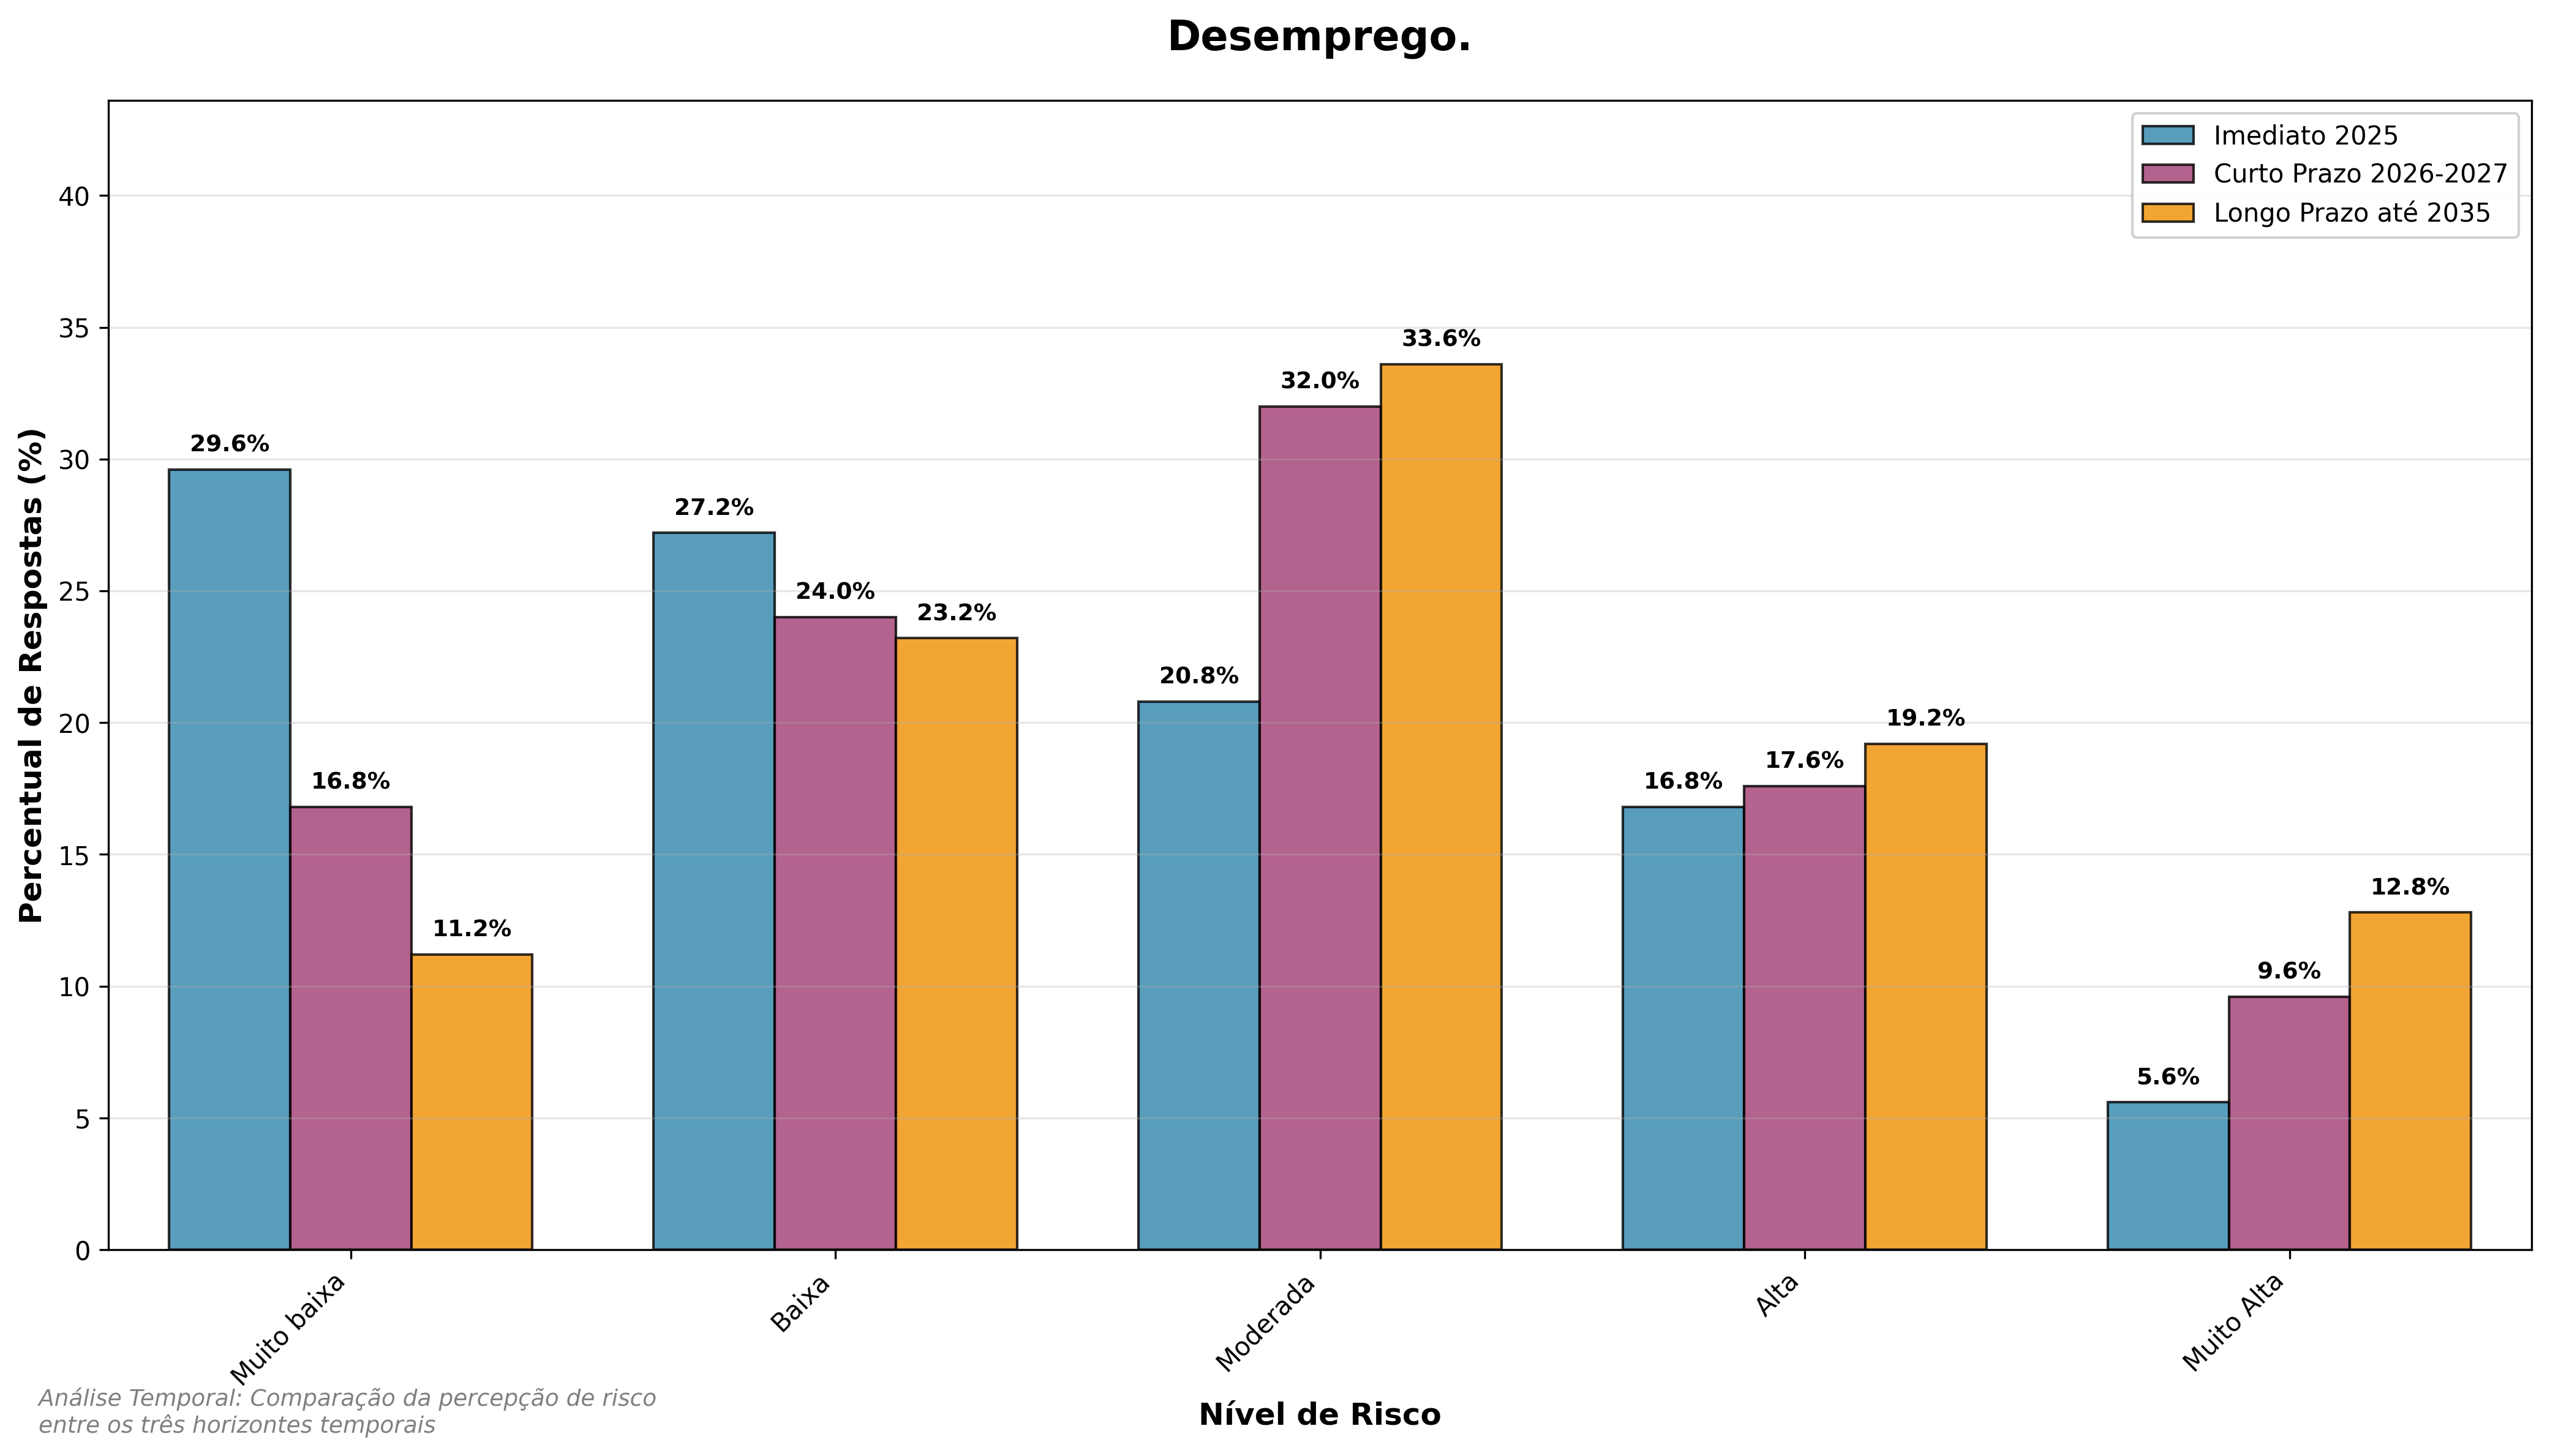 Desemprego.
Imediato 2025
Curto Prazo 2026-2027
Longo Prazo até 2035
Percentual de Respostas (%)
40
35
30
25
20
15
10
5
0
29.6%
16.8%
11.2%
27.2%
24.0%
23.2%
20.8%
32.0%
33.6%
16.8%
17.6%
19.2%
5.6%
9.6%
12.8%
Muito baixa
Baixa
Moderada
Alta
Muito Alta
Nível de Risco
Análise Temporal: Comparação da percepção de risco
entre os três horizontes temporais